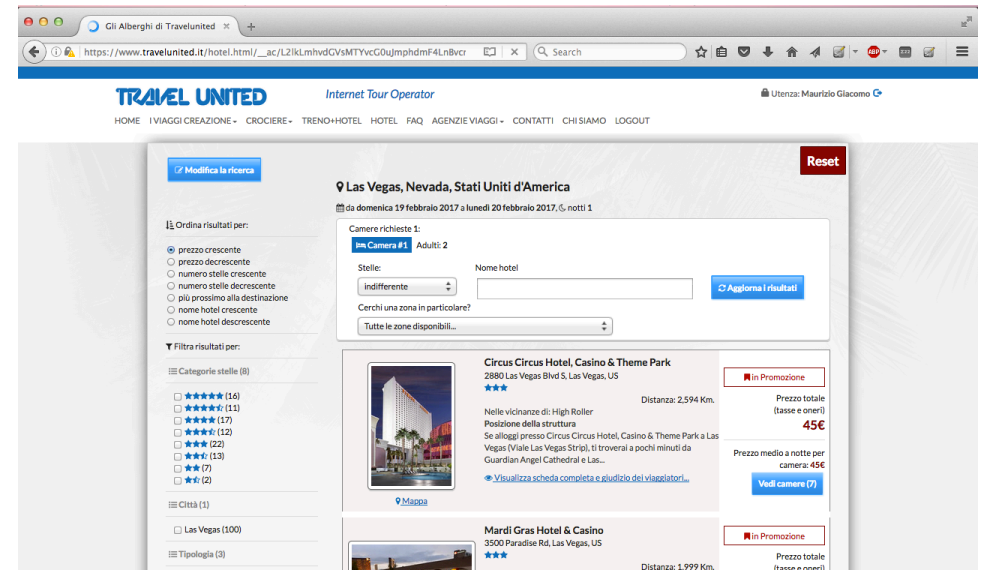 Gli Alberghi di Travelunited
https://www.travelunited.it/hotel.html/__ac/L2lkLmhvdGVsMTYvcG0uJmphdmF4LnBvcr
Search
ABP
TRAVEL UNITED
Internet Tour Operator
Utenza: Maurizio Giacomo
HOME I VIAGGI CREAZIONE CROCIERE TRENO+HOTEL HOTEL FAQ AGENZIE VIAGGI CONTATTI CHI SIAMO LOGOUT
Modifica la ricerca
Reset
Las Vegas, Nevada, Stati Uniti d'America
da domenica 19 febbraio 2017 a lunedì 20 febbraio 2017, notti 1
Ordina risultati per:
prezzo crescente
prezzo decrescente
numero stelle crescente
numero stelle decrescente
più prossimo alla destinazione
nome hotel crescente
nome hotel descrescente
Filtra risultati per:
Categorie stelle (8)
(16)
(11)
(17)
(12)
(22)
(13)
(7)
(2)
Città (1)
Las Vegas (100)
Tipologia (3)
Camere richieste 1:
Camera #1 Adulti: 2
Stelle:
Nome hotel
indifferente
Aggiorna i risultati
Cerchi una zona in particolare?
Tutte le zone disponibili...
Circus Circus Hotel, Casino & Theme Park
2880 Las Vegas Blvd S, Las Vegas, US
Distanza: 2,594 Km.
Nelle vicinanze di: High Roller
Posizione della struttura
Se alloggi presso Circus Circus Hotel, Casino & Theme Park a Las
Vegas (Viale Las Vegas Strip), ti troverai a pochi minuti da
Guardian Angel Cathedral e Las...
Visualizza scheda completa e giudizio dei viaggiatori...
Mappa
in Promozione
Prezzo totale
(tasse e oneri)
45€
Prezzo medio a notte per
camera: 45€
Vedi camere (7)
Mardi Gras Hotel & Casino
3500 Paradise Rd, Las Vegas, US
Distanza: 1,999 Km.
in Promozione
Prezzo totale
(tasse e oneri)